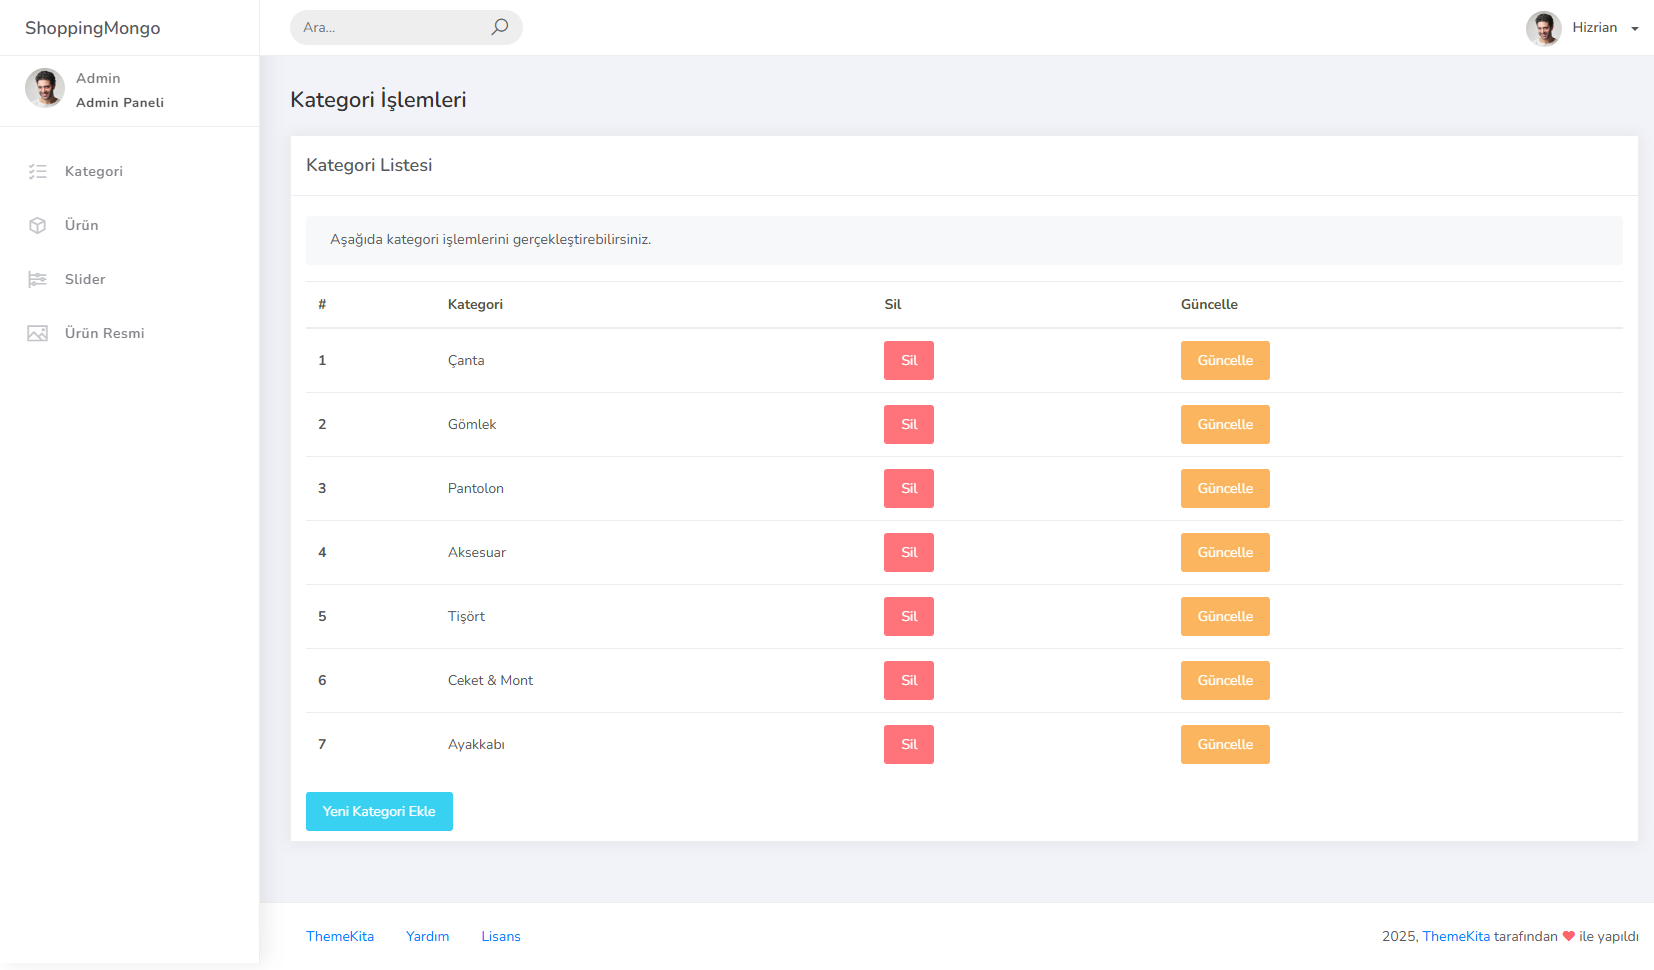 ShoppingMongo
Ara...
Hizrian
Admin
Admin Paneli
Kategori
Ürün
Slider
Ürün Resmi
Kategori İşlemleri
Kategori Listesi
Aşağıda kategori işlemlerini gerçekleştirebilirsiniz.
# Kategori Sil Güncelle
1 Çanta Sil Güncelle
2 Gömlek Sil Güncelle
3 Pantolon Sil Güncelle
4 Aksesuar Sil Güncelle
5 Tişört Sil Güncelle
6 Ceket & Mont Sil Güncelle
7 Ayakkabı Sil Güncelle
Yeni Kategori Ekle
ThemeKita Yardım Lisans
2025, ThemeKita tarafından ❤ ile yapıldı